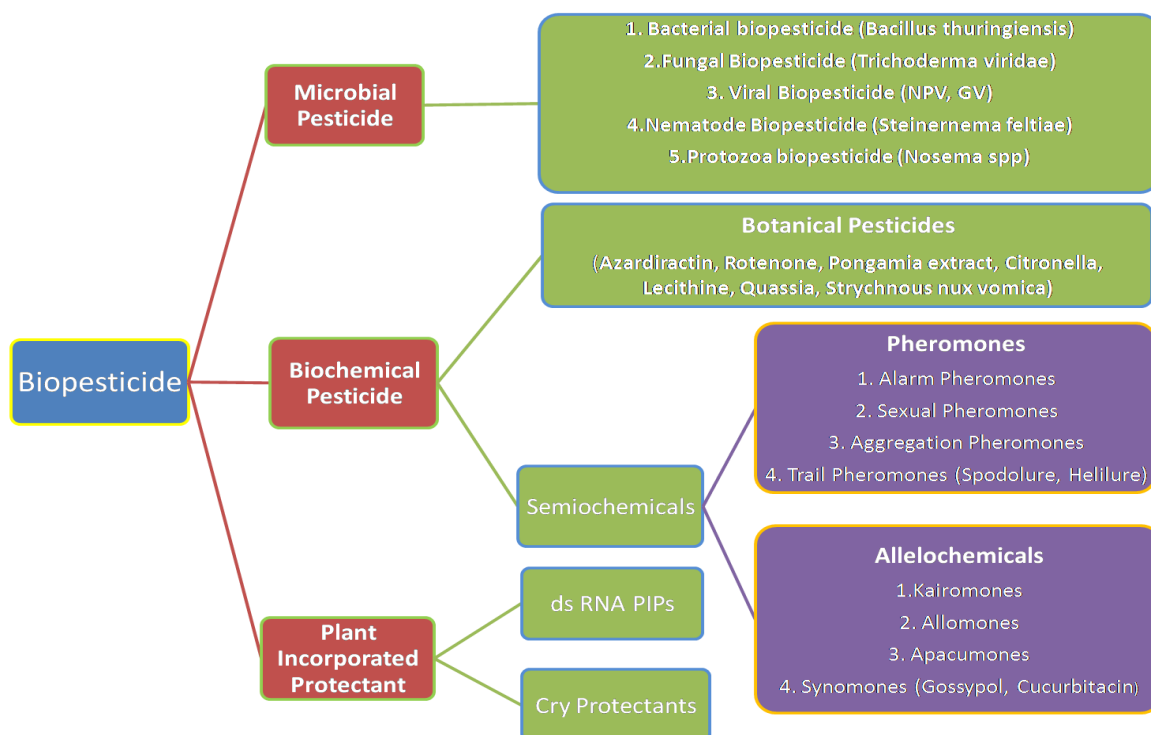 Biopesticide
Microbial
Pesticide
1. Bacterial biopesticide (Bacillus thuringiensis)
2.Fungal Biopesticide (Trichoderma viridae)
3. Viral Biopesticide (NPV, GV)
4.Nematode Biopesticide (Steinernema feltiae)
5.Protozoa biopesticide (Nosema spp)
Biochemical
Pesticide
Botanical Pesticides
(Azardiractin, Rotenone, Pongamia extract, Citronella,
Lecithine, Quassia, Strychnous nux vomica)
Semiochemicals
Pheromones
1. Alarm Pheromones
2. Sexual Pheromones
3. Aggregation Pheromones
4. Trail Pheromones (Spodolure, Helilure)
Allelochemicals
1.Kairomones
2. Allomones
3. Apacumones
4. Synomones (Gossypol, Cucurbitacin)
Plant
Incorporated
Protectant
ds RNA PIPs
Cry Protectants